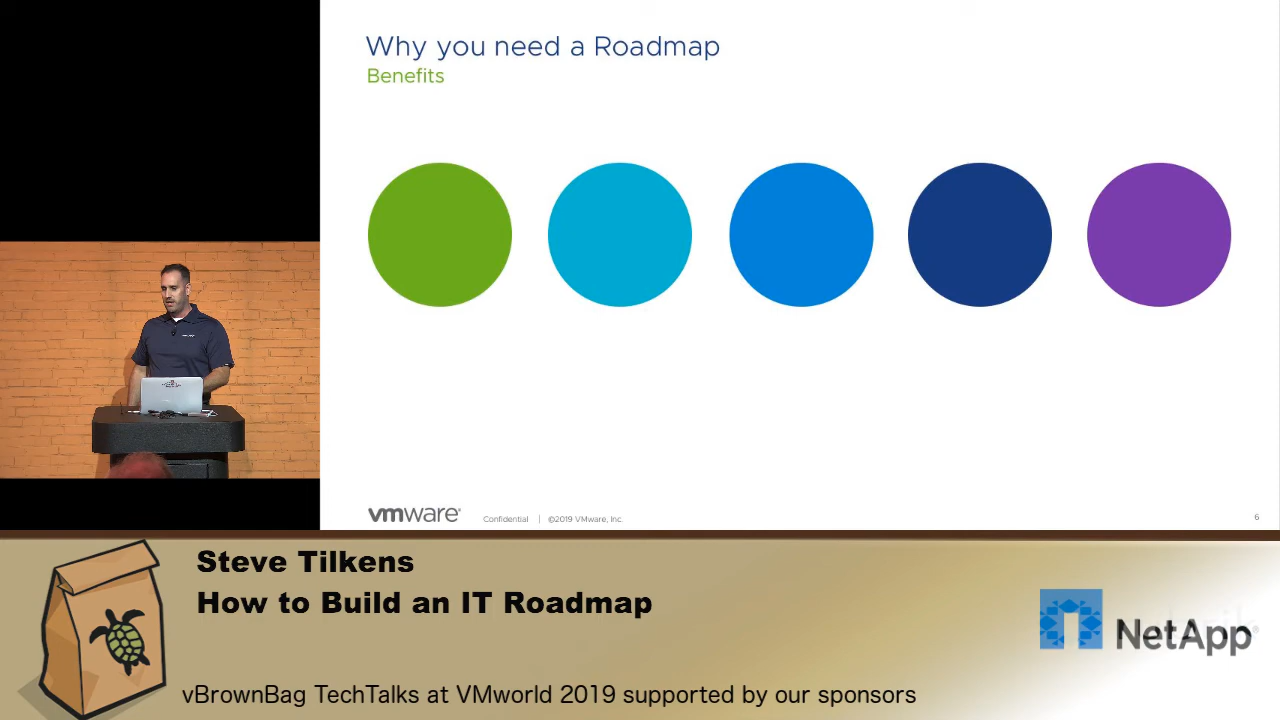 Why you need a Roadmap
Benefits
vmware®
Confidential | ©2019 VMware, Inc.
6
Steve Tilkens
How to Build an IT Roadmap
NetApp
vBrownBag TechTalks at VMworld 2019 supported by our sponsors